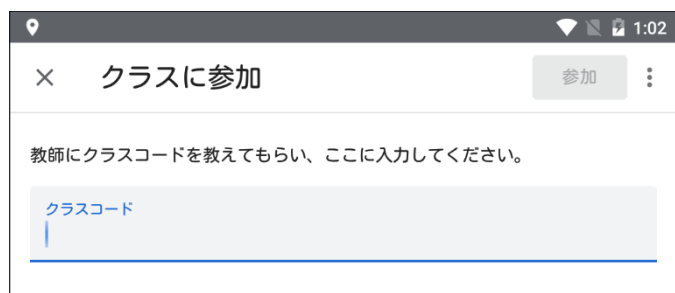 1:02
クラスに参加
参加
教師にクラスコードを教えてもらい、ここに入力してください。
クラスコード